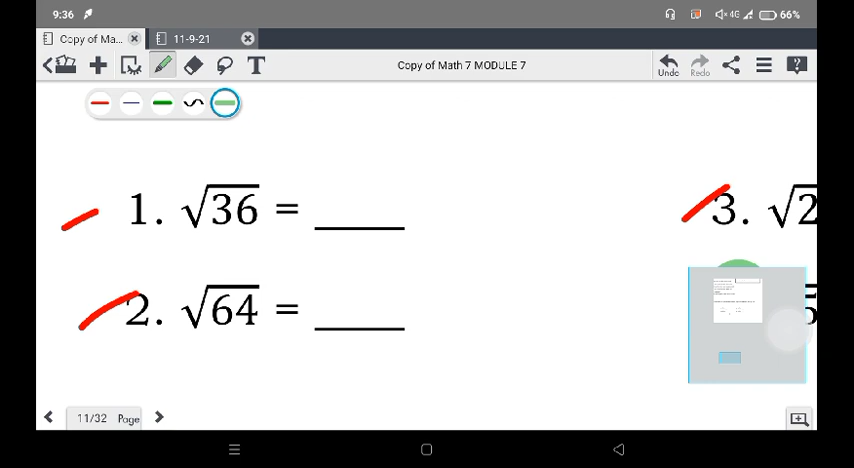 9:36 4G 66%
Copy of Ma... 11-9-21
T Copy of Math 7 MODULE 7 Undo Redo
1. √36 = ____ 3. √2
2. √64 = ____
11/32 Page